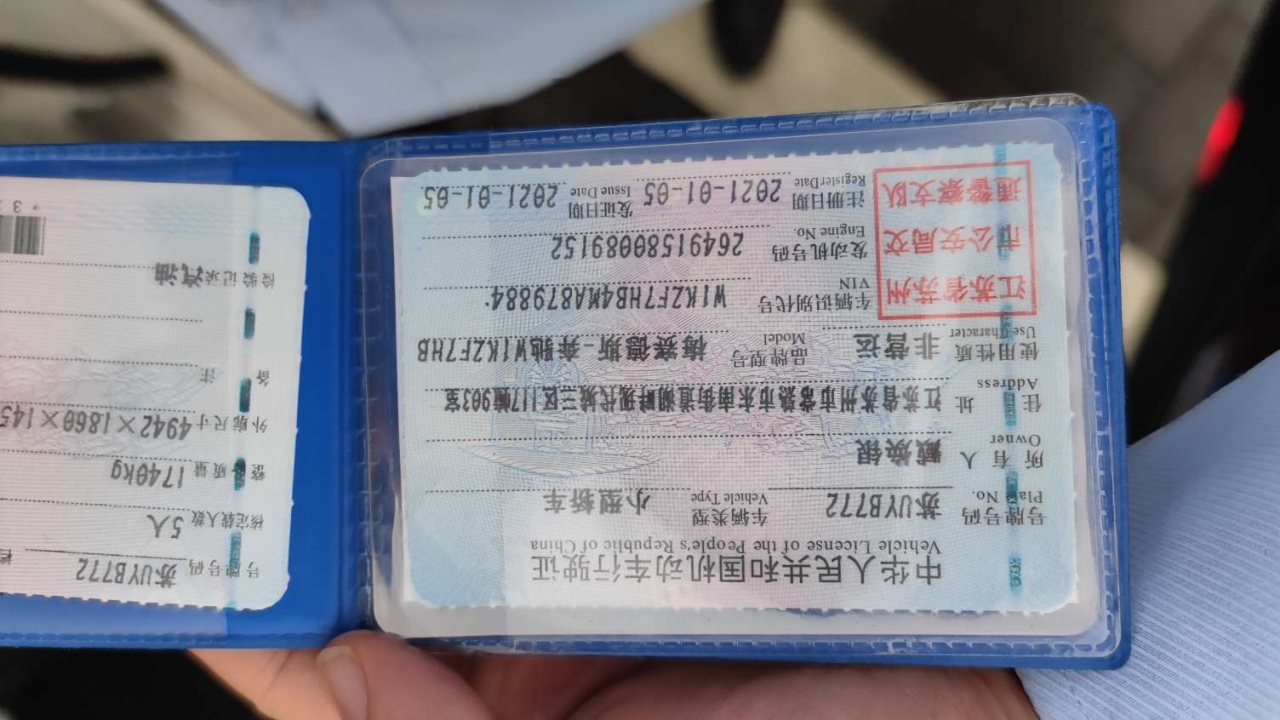 中华人民共和国机动车行驶证
Vehicle License of the People's Republic of China
号牌号码 Plate No. 苏UYB772 车辆类型 Vehicle Type 小型轿车
所有人 Owner 臧焕银
住址 Address 江苏省苏州市常熟市东南街道湖畔现代城三区117幢903室
使用性质 Use Character 非营运 品牌型号 Model 梅赛德斯-奔驰W1KZF7HB
江苏省苏州市公安局交通警察支队
车辆识别代号 VIN W1KZF7HB4MA879884
发动机号码 Engine No. 26491580089152
注册日期 Register Date 2021-01-05 发证日期 Issue Date 2021-01-05
号牌号码 苏UYB772
核定载人数 5人
整备质量 1740kg
外廓尺寸 4942×1860×145
备注
检验记录 汽油